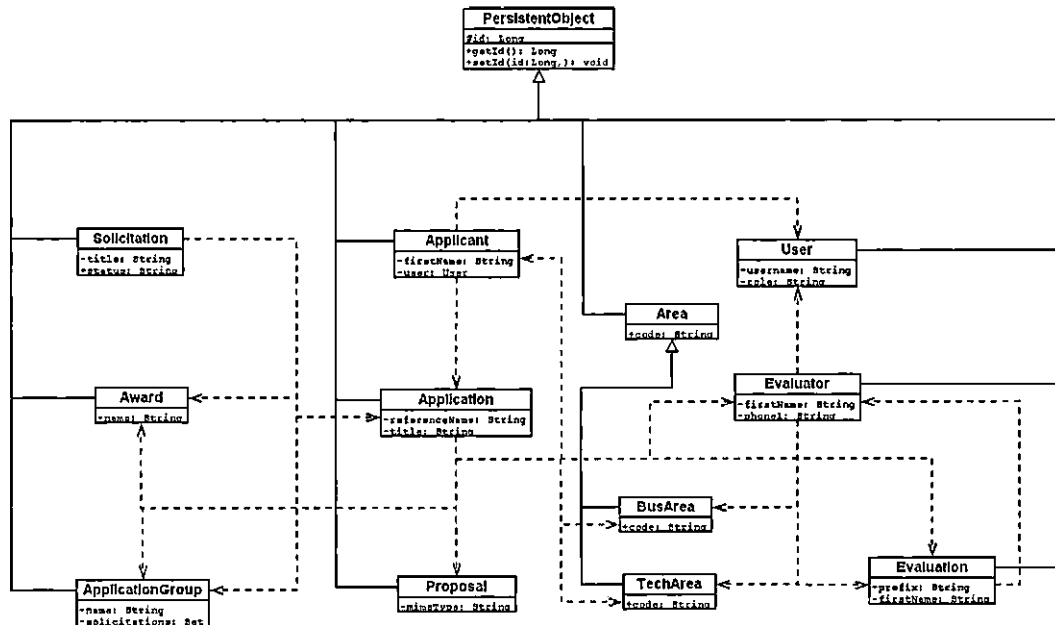 PersistentObject
#id: Long
+getId(): Long
+setId(id:Long,): void
Solicitation
-title: String
+status: String
Applicant
-firstName: String
-user: User
User
-username: String
-role: String
Area
+code: String
Award
-name: String
Application
-referenceName: String
-title: String
Evaluator
-firstName: String
-phone1: String
BusArea
+code: String
ApplicationGroup
-name: String
-solicitations: Set
Proposal
-mimeType: String
TechArea
+code: String
Evaluation
-prefix: String
-firstName: String